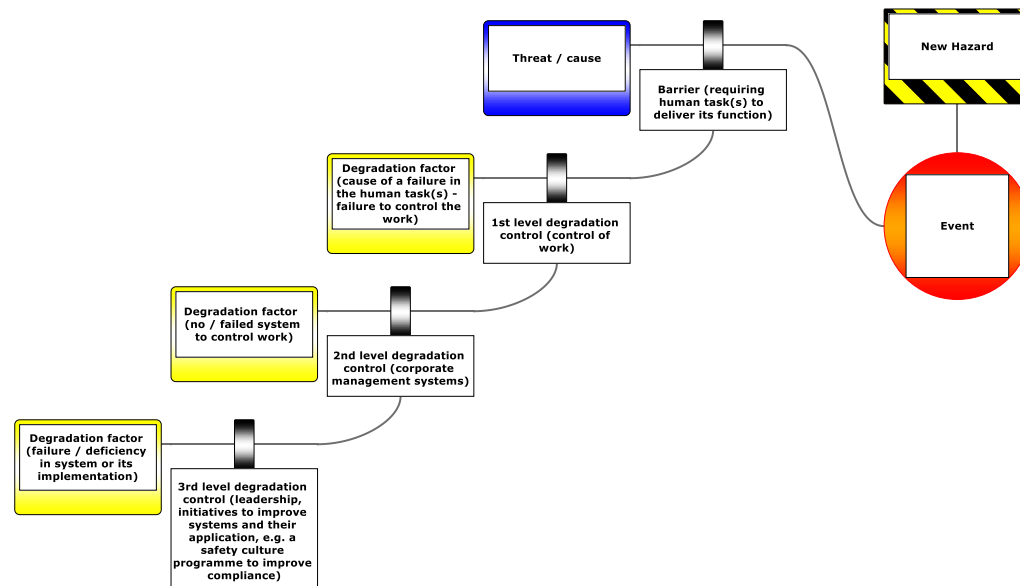 New Hazard
Threat / cause
Barrier (requiring
human task(s) to
deliver its function)
Degradation factor
(cause of a failure in
the human task(s) -
failure to control the
work)
1st level degradation
control (control of
work)
Event
Degradation factor
(no / failed system
to control work)
2nd level degradation
control (corporate
management systems)
Degradation factor
(failure / deficiency
in system or its
implementation)
3rd level degradation
control (leadership,
initiatives to improve
systems and their
application, e.g. a
safety culture
programme to improve
compliance)